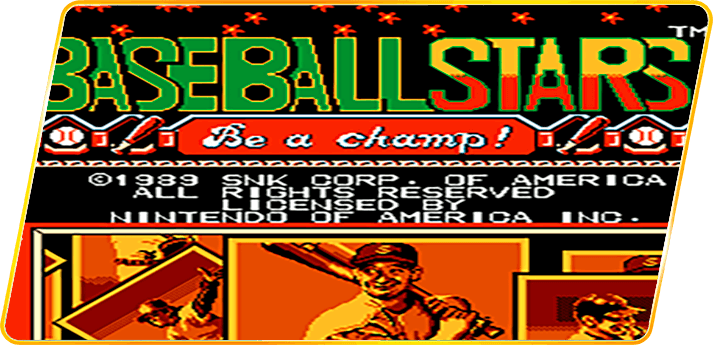 BASEBALL STARS™
Be a champ!
©1989 SNK CORP. OF AMERICA
ALL RIGHTS RESERVED
LICENSED BY
NINTENDO OF AMERICA INC.
S